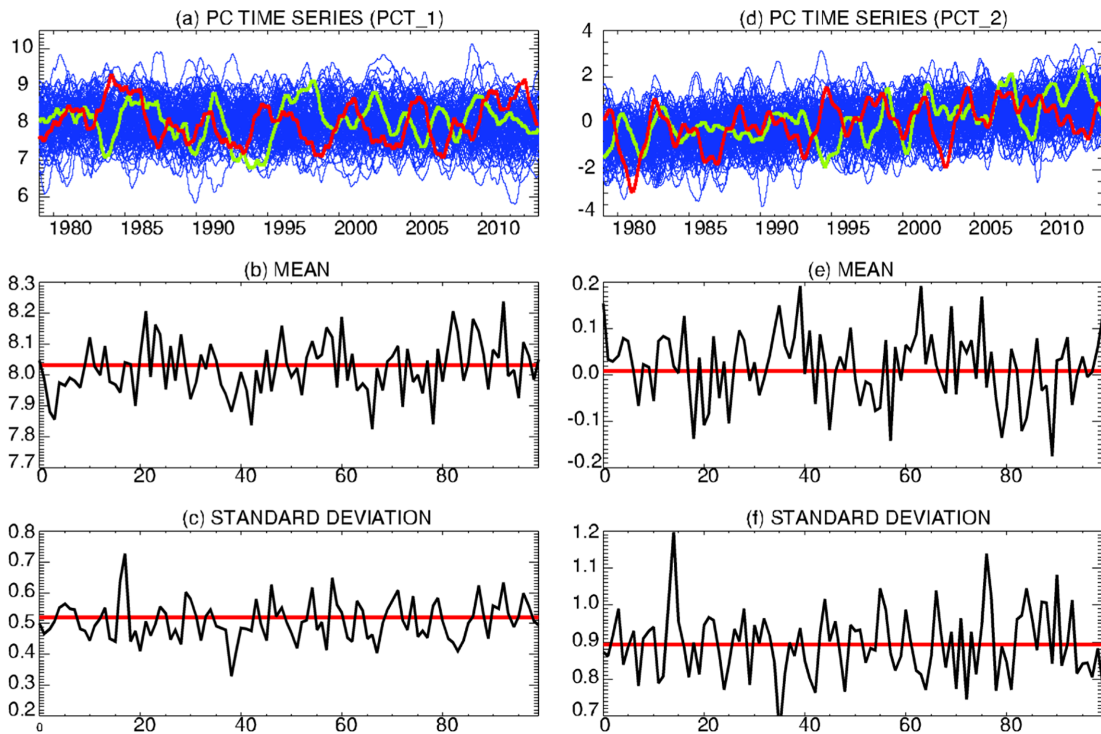 (a) PC TIME SERIES (PCT_1)
10
9
8
7
6
1980 1985 1990 1995 2000 2005 2010
(d) PC TIME SERIES (PCT_2)
4
2
0
-2
-4
1980 1985 1990 1995 2000 2005 2010
(b) MEAN
8.3
8.2
8.1
8.0
7.9
7.8
7.7
0 20 40 60 80
(e) MEAN
0.2
0.1
0.0
-0.1
-0.2
0 20 40 60 80
(c) STANDARD DEVIATION
0.8
0.7
0.6
0.5
0.4
0.3
0.2
0 20 40 60 80
(f) STANDARD DEVIATION
1.2
1.1
1.0
0.9
0.8
0.7
0 20 40 60 80